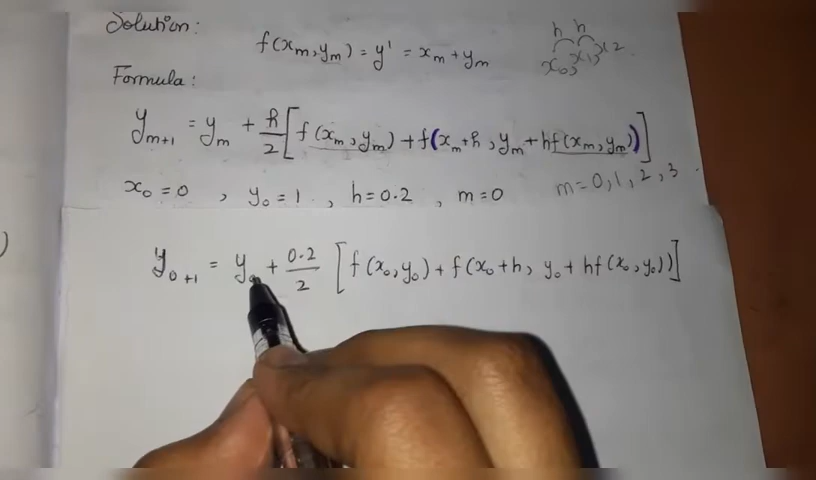 Solution:
f(xₘ, yₘ) = y' = xₘ + yₘ
h h
x₀, x₁, x2
Formula:
yₘ₊₁ = yₘ + h/2 [f(xₘ, yₘ) + f(xₘ + h, yₘ + hf(xₘ, yₘ))]
x₀ = 0 , y₀ = 1 , h = 0.2 , m = 0 m = 0, 1, 2, 3
)
y₀₊₁ = y₀ + 0.2/2 [f(x₀, y₀) + f(x₀ + h, y₀ + hf(x₀, y₀))]